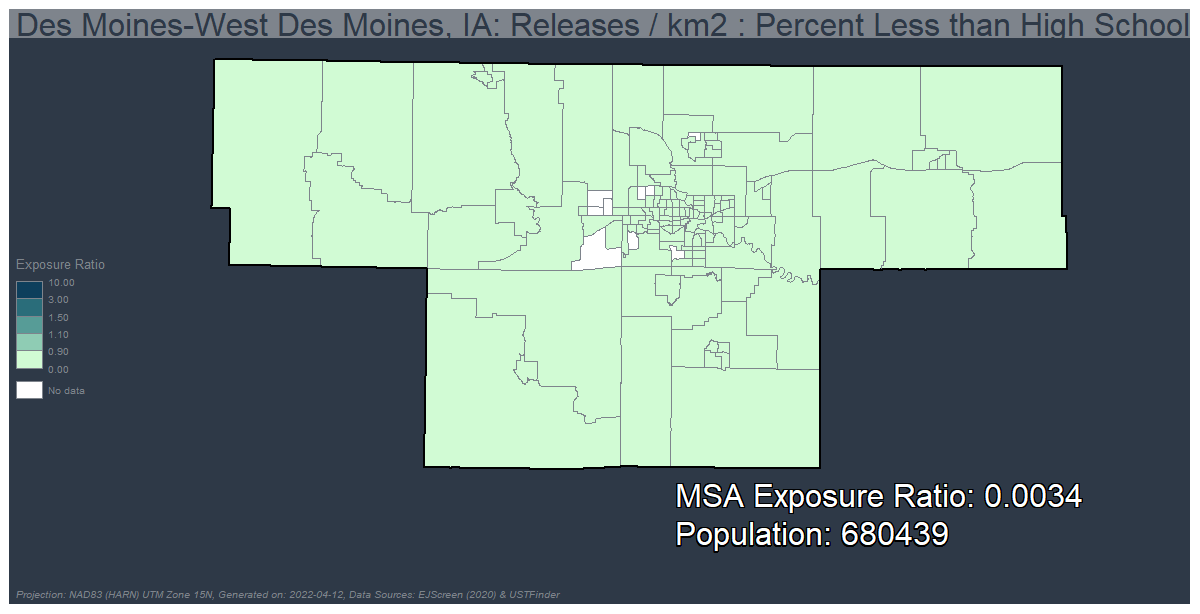 Des Moines-West Des Moines, IA: Releases / km2 : Percent Less than High School
Exposure Ratio
10.00
3.00
1.50
1.10
0.90
0.00
No data
MSA Exposure Ratio: 0.0034
Population: 680439
Projection: NAD83 (HARN) UTM Zone 15N, Generated on: 2022-04-12, Data Sources: EJScreen (2020) & USTFinder